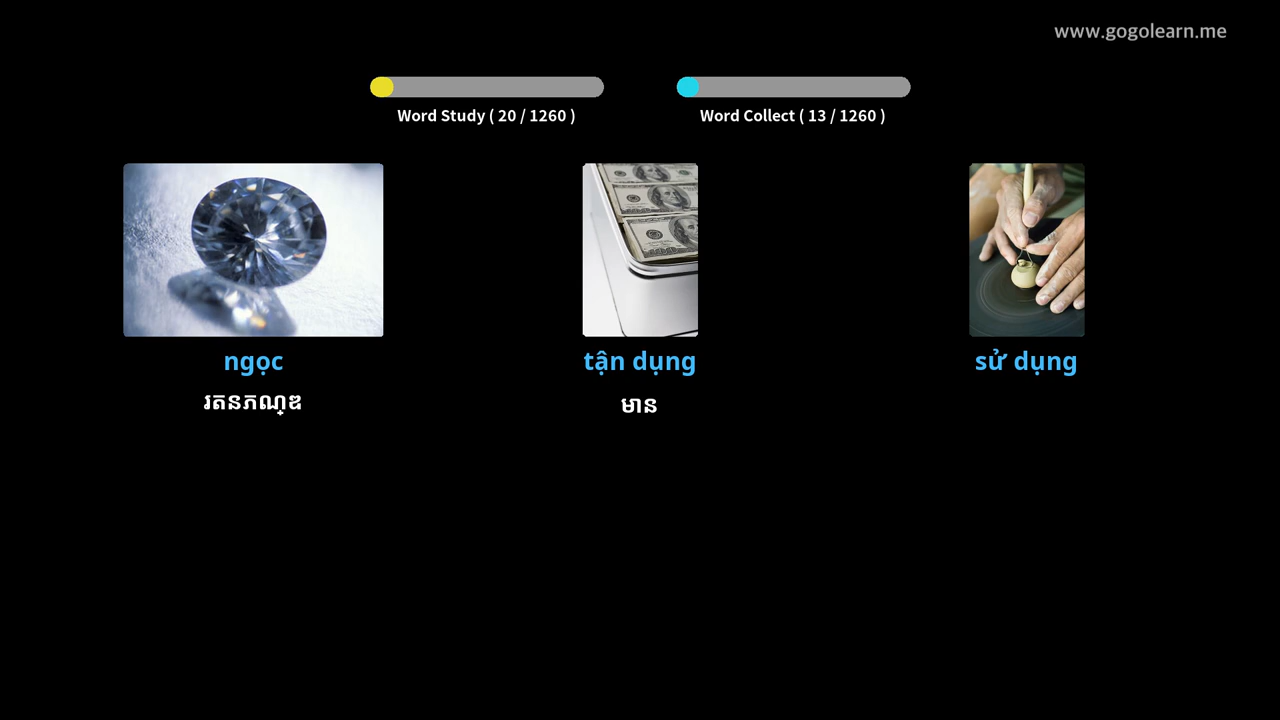 www.gogolearn.me
Word Study ( 20 / 1260 )
Word Collect ( 13 / 1260 )
ngọc
tận dụng
sử dụng
រតនភណ្ឌ
មាន